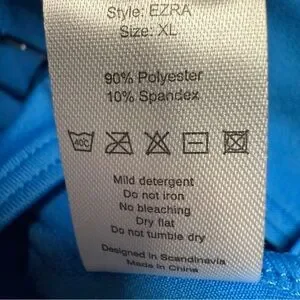 Style: EZRA
Size: XL
90% Polyester
10% Spandex
40C
Mild detergent
Do not iron
No bleaching
Dry flat
Do not tumble dry
Designed in Scandinavia
Made in China